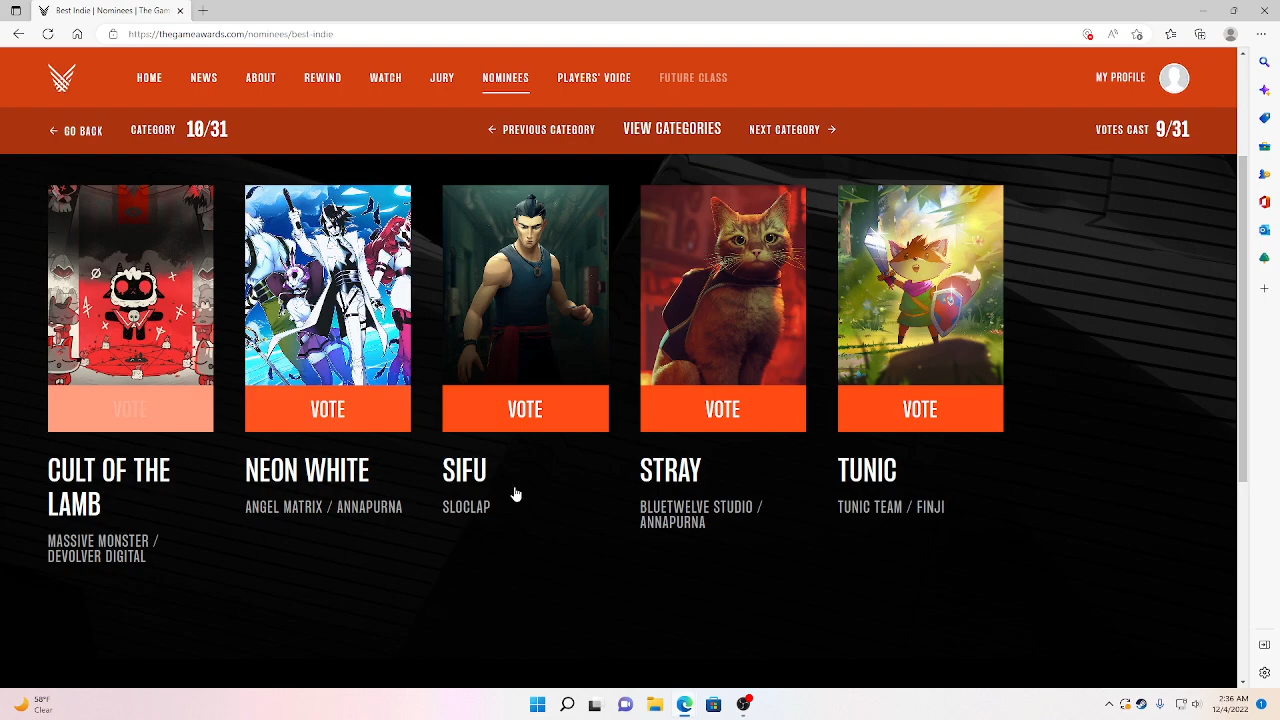 Best Indie | Nominees | The Gam
https://thegameawards.com/nominees/best-indie
HOME NEWS ABOUT REWIND WATCH JURY NOMINEES PLAYERS' VOICE FUTURE CLASS MY PROFILE
GO BACK CATEGORY 10/31 PREVIOUS CATEGORY VIEW CATEGORIES NEXT CATEGORY VOTES CAST 9/31
VOTE VOTE VOTE VOTE VOTE
CULT OF THE
LAMB
MASSIVE MONSTER /
DEVOLVER DIGITAL
NEON WHITE
ANGEL MATRIX / ANNAPURNA
SIFU
SLOCLAP
STRAY
BLUETWELVE STUDIO /
ANNAPURNA
TUNIC
TUNIC TEAM / FINJI
58°F
Clear
2:36 AM
12/4/2022